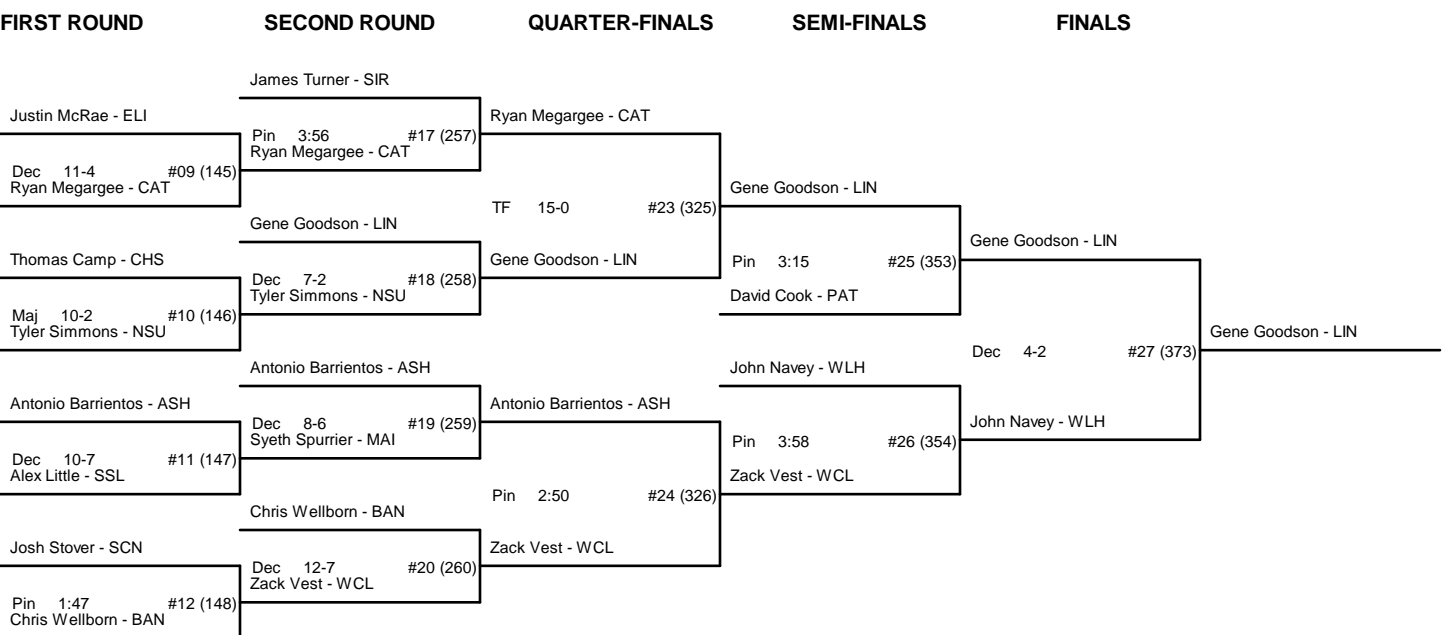 FIRST ROUND SECOND ROUND QUARTER-FINALS SEMI-FINALS FINALS
James Turner - SIR
Justin McRae - ELI
Ryan Megargee - CAT
Pin 3:56 #17 (257)
Ryan Megargee - CAT
Dec 11-4 #09 (145)
Ryan Megargee - CAT
Gene Goodson - LIN
TF 15-0 #23 (325)
Gene Goodson - LIN
Gene Goodson - LIN
Thomas Camp - CHS
Gene Goodson - LIN
Pin 3:15 #25 (353)
Dec 7-2 #18 (258)
Tyler Simmons - NSU
David Cook - PAT
Maj 10-2 #10 (146)
Tyler Simmons - NSU
Gene Goodson - LIN
Dec 4-2 #27 (373)
Antonio Barrientos - ASH
John Navey - WLH
Antonio Barrientos - ASH
Antonio Barrientos - ASH
Dec 8-6 #19 (259)
Syeth Spurrier - MAI
John Navey - WLH
Pin 3:58 #26 (354)
Dec 10-7 #11 (147)
Alex Little - SSL
Zack Vest - WCL
Pin 2:50 #24 (326)
Chris Wellborn - BAN
Josh Stover - SCN
Zack Vest - WCL
Dec 12-7 #20 (260)
Zack Vest - WCL
Pin 1:47 #12 (148)
Chris Wellborn - BAN